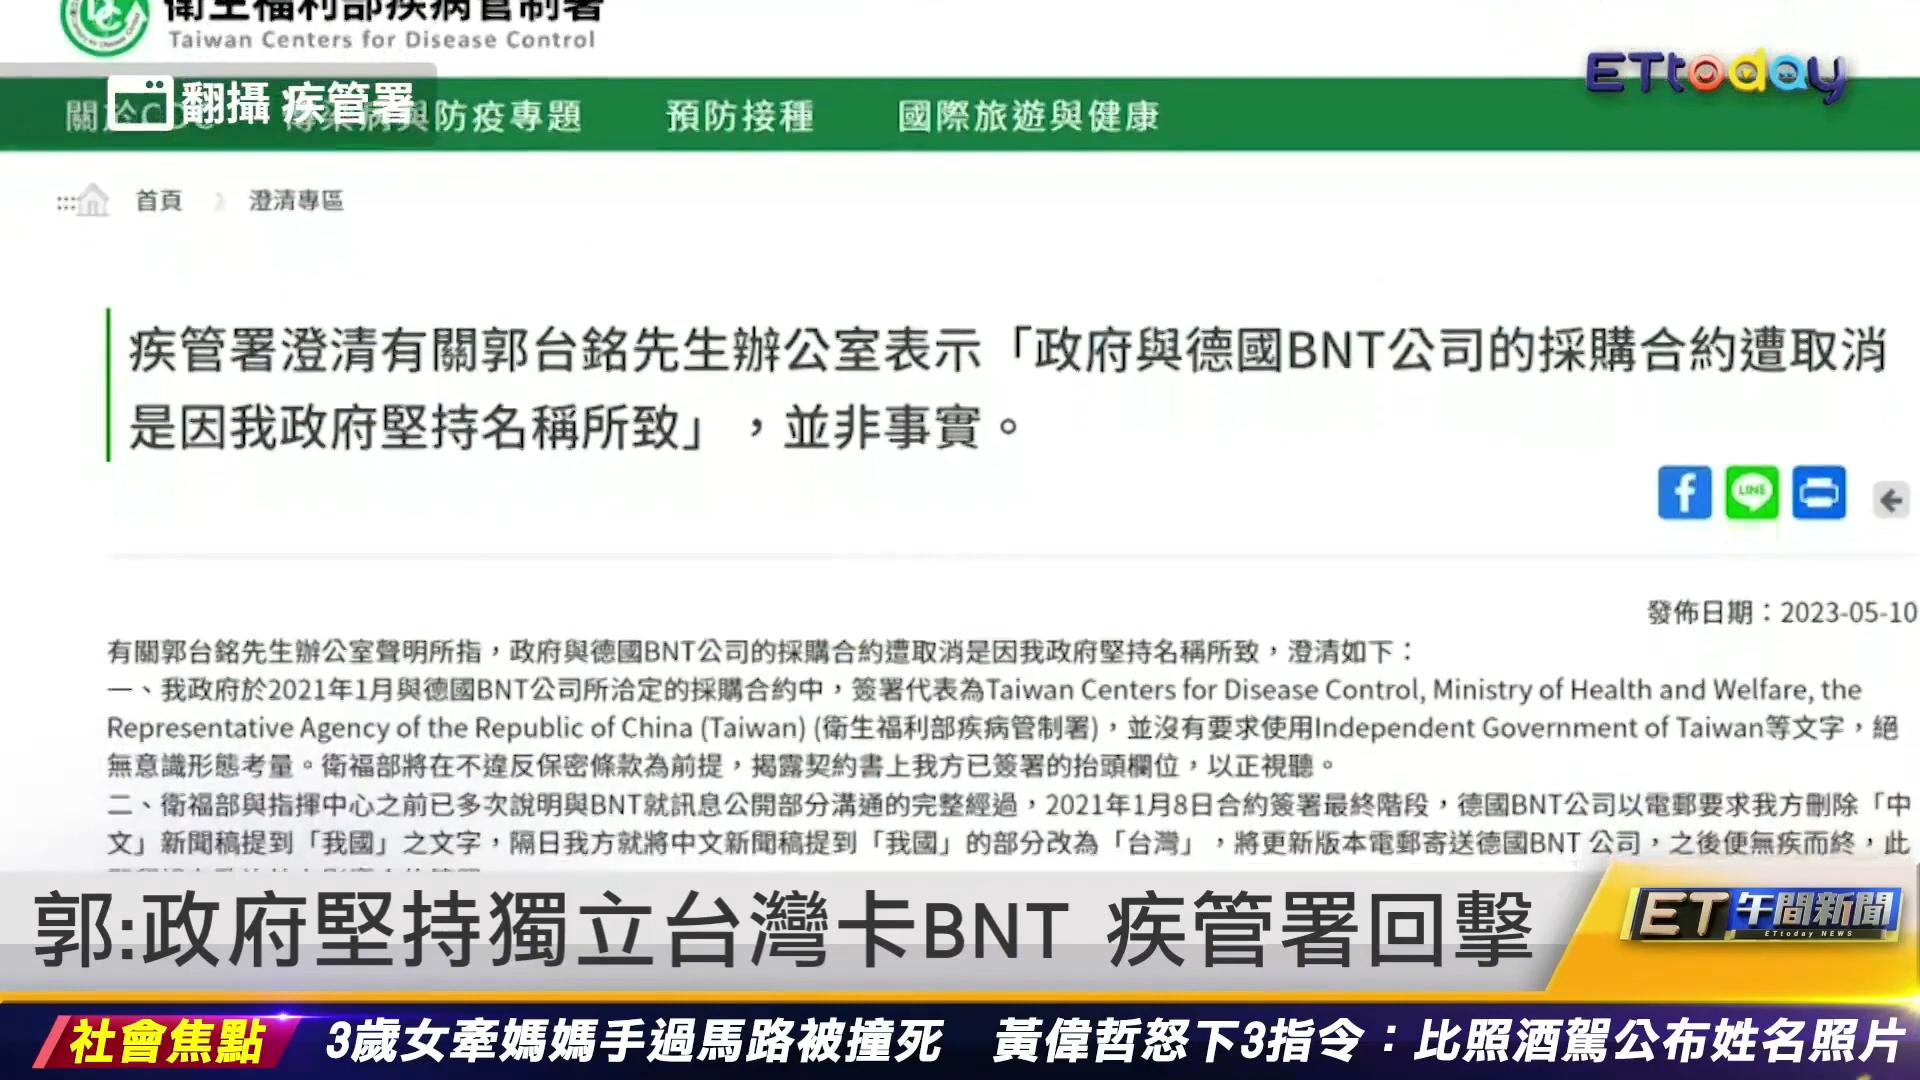 衛生福利部疾病管制署
Taiwan Centers for Disease Control
ETtoday
翻攝 疾管署
關於CDC 傳染病與防疫專題 預防接種 國際旅遊與健康
首頁 澄清專區
疾管署澄清有關郭台銘先生辦公室表示「政府與德國BNT公司的採購合約遭取消
是因我政府堅持名稱所致」，並非事實。
LINE
發佈日期：2023-05-10
有關郭台銘先生辦公室聲明所指，政府與德國BNT公司的採購合約遭取消是因我政府堅持名稱所致，澄清如下：
一、我政府於2021年1月與德國BNT公司所洽定的採購合約中，簽署代表為Taiwan Centers for Disease Control, Ministry of Health and Welfare, the
Representative Agency of the Republic of China (Taiwan) (衛生福利部疾病管制署)，並沒有要求使用Independent Government of Taiwan等文字，絕
無意識形態考量。衛福部將在不違反保密條款為前提，揭露契約書上我方已簽署的抬頭欄位，以正視聽。
二、衛福部與指揮中心之前已多次說明與BNT就訊息公開部分溝通的完整經過，2021年1月8日合約簽署最終階段，德國BNT公司以電郵要求我方刪除「中
文」新聞稿提到「我國」之文字，隔日我方就將中文新聞稿提到「我國」的部分改為「台灣」，將更新版本電郵寄送德國BNT 公司，之後便無疾而終，此
郭:政府堅持獨立台灣卡BNT 疾管署回擊
ET午間新聞
ETtoday NEWS
社會焦點 3歲女牽媽媽手過馬路被撞死 黃偉哲怒下3指令：比照酒駕公布姓名照片